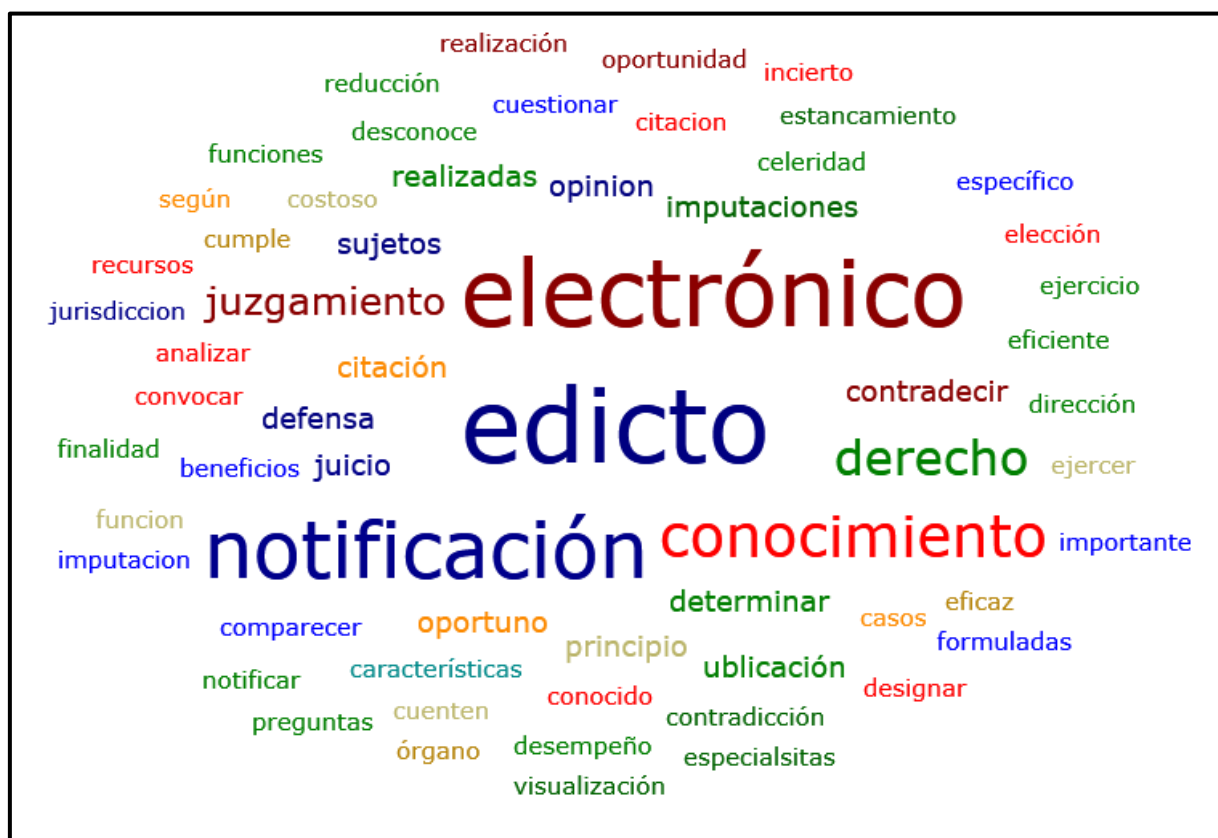 realización
oportunidad
incierto
reducción
cuestionar
citacion
estancamiento
desconoce
funciones
celeridad
realizadas
opinion
específico
según
costoso
imputaciones
cumple
sujetos
elección
recursos
electrónico
ejercicio
jurisdiccion
juzgamiento
eficiente
analizar
citación
contradecir
convocar
dirección
defensa
edicto
finalidad
beneficios
juicio
derecho
ejercer
funcion
notificación
conocimiento
importante
imputacion
determinar
eficaz
comparecer
oportuno
casos
principio
formuladas
notificar
características
ublicación
conocido
designar
preguntas
cuenten
contradicción
órgano
desempeño
especialsitas
visualización